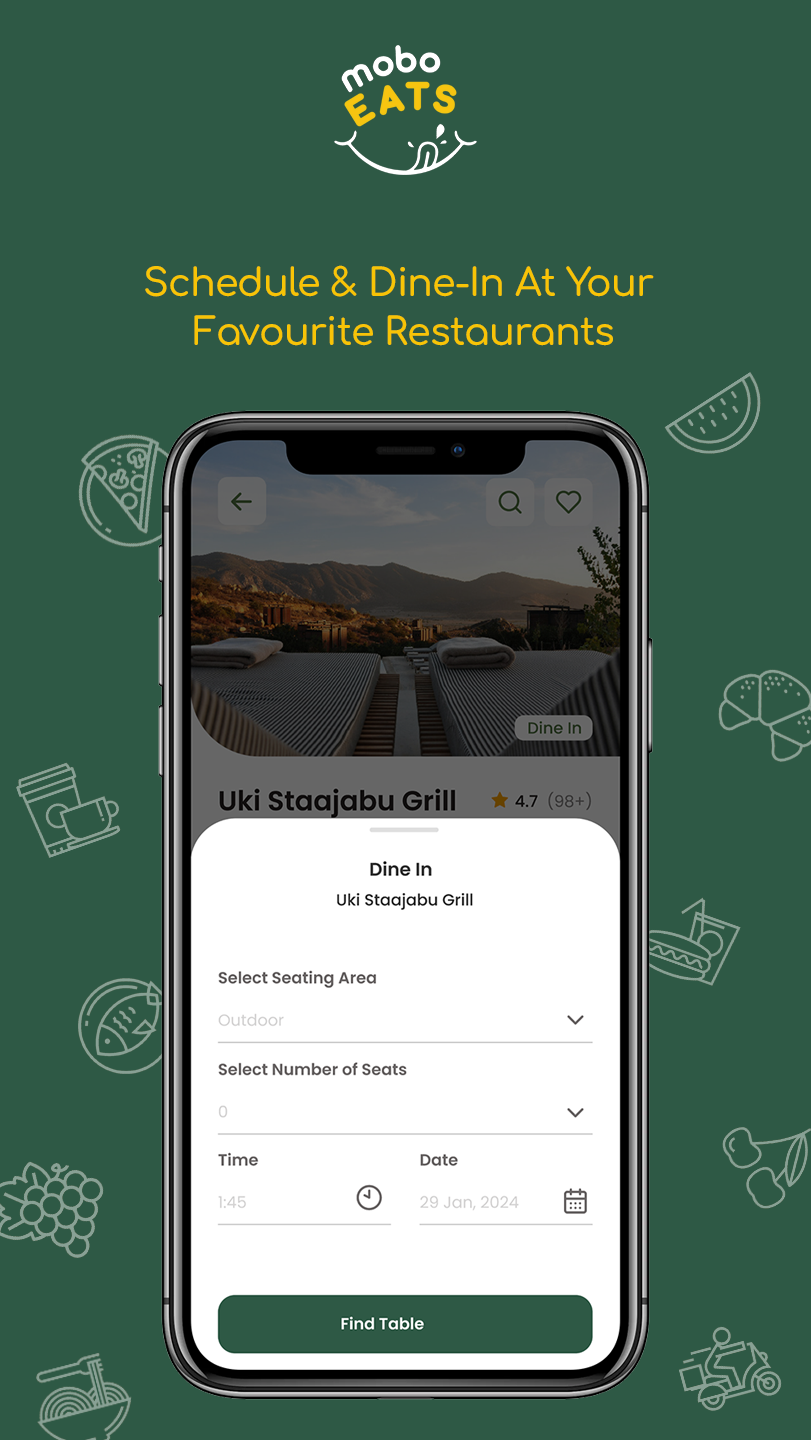 mobo
EATS
Schedule & Dine-In At Your
Favourite Restaurants
Dine In
Uki Staajabu Grill 4.7 (98+)
Dine In
Uki Staajabu Grill
Select Seating Area
Outdoor
Select Number of Seats
0
Time Date
1:45 29 Jan, 2024
Find Table